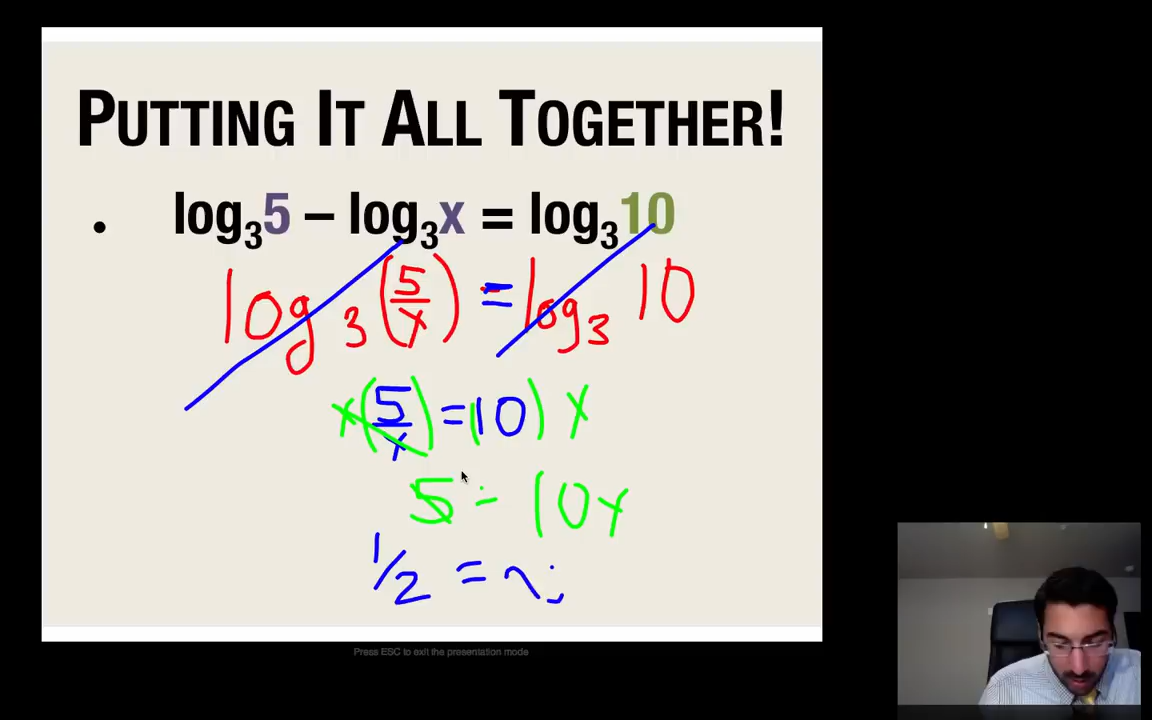 PUTTING IT ALL TOGETHER!
• log₃5 – log₃x = log₃10
log₃(5/x) = log₃ 10
x(5/x) = (10) x
5 = 10x
1/2 =
Press ESC to exit the presentation mode